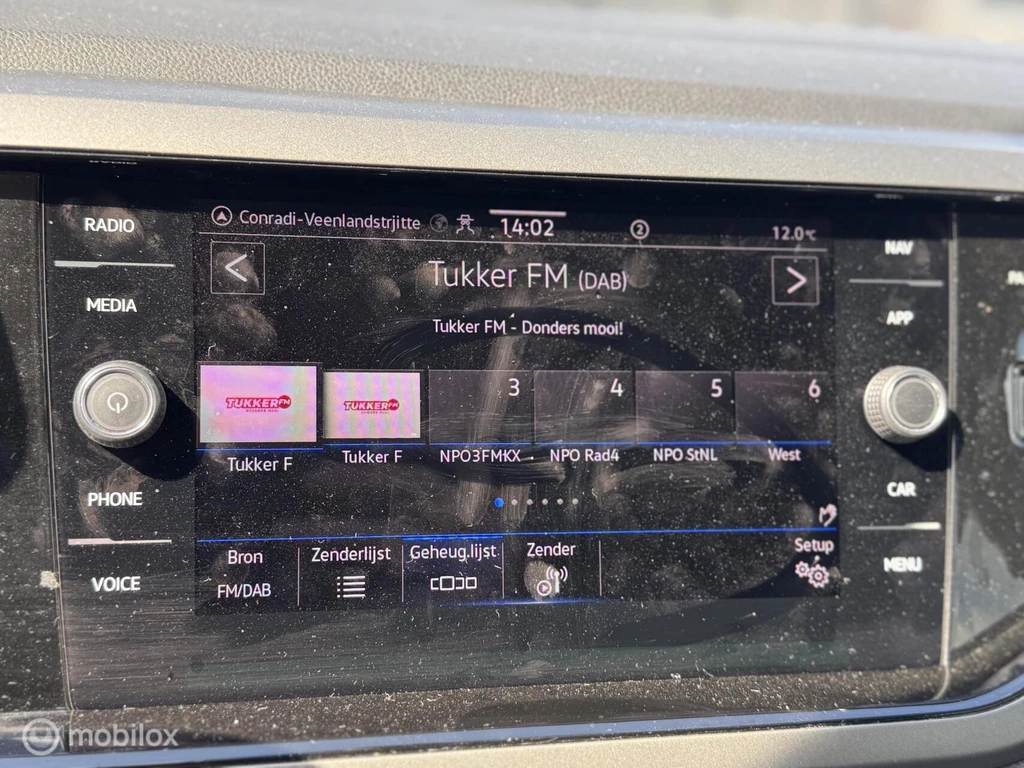 RADIO
MEDIA
PHONE
VOICE
Conradi-Veenlandstrjitte
14:02
2
12.0°C
Tukker FM (DAB)
Tukker FM - Donders mooi!
TUKKER FM
TUKKER FM
3
4
5
6
Tukker F
Tukker F
NPO3FMKX
NPO Rad4
NPO StNL
West
Bron
FM/DAB
Zenderlijst
Geheug.lijst
Zender
Setup
NAV
APP
CAR
MENU
mobilox